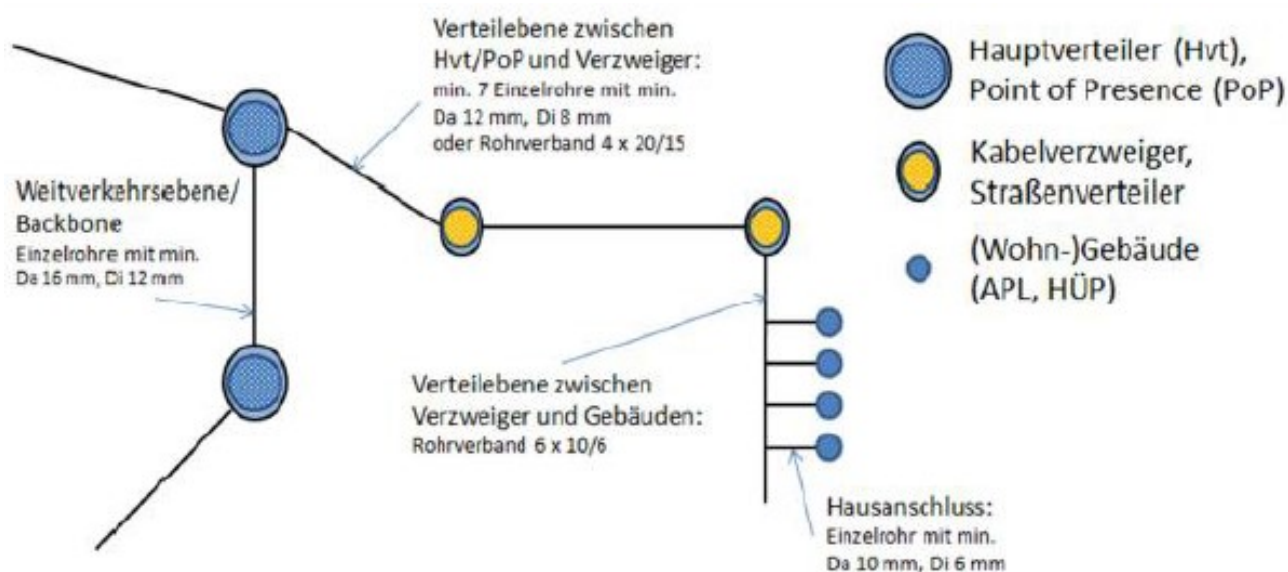 Verteilebene zwischen
Hvt/PoP und Verzweiger:
min. 7 Einzelrohre mit min.
Da 12 mm, Di 8 mm
oder Rohrverband 4 x 20/15
Weitverkehrsebene/
Backbone
Einzelrohre mit min.
Da 16 mm, Di 12 mm
Verteilebene zwischen
Verzweiger und Gebäuden:
Rohrverband 6 x 10/6
Hausanschluss:
Einzelrohr mit min.
Da 10 mm, Di 6 mm
Hauptverteiler (Hvt),
Point of Presence (PoP)
Kabelverzweiger,
Straßenverteiler
(Wohn-)Gebäude
(APL, HÜP)